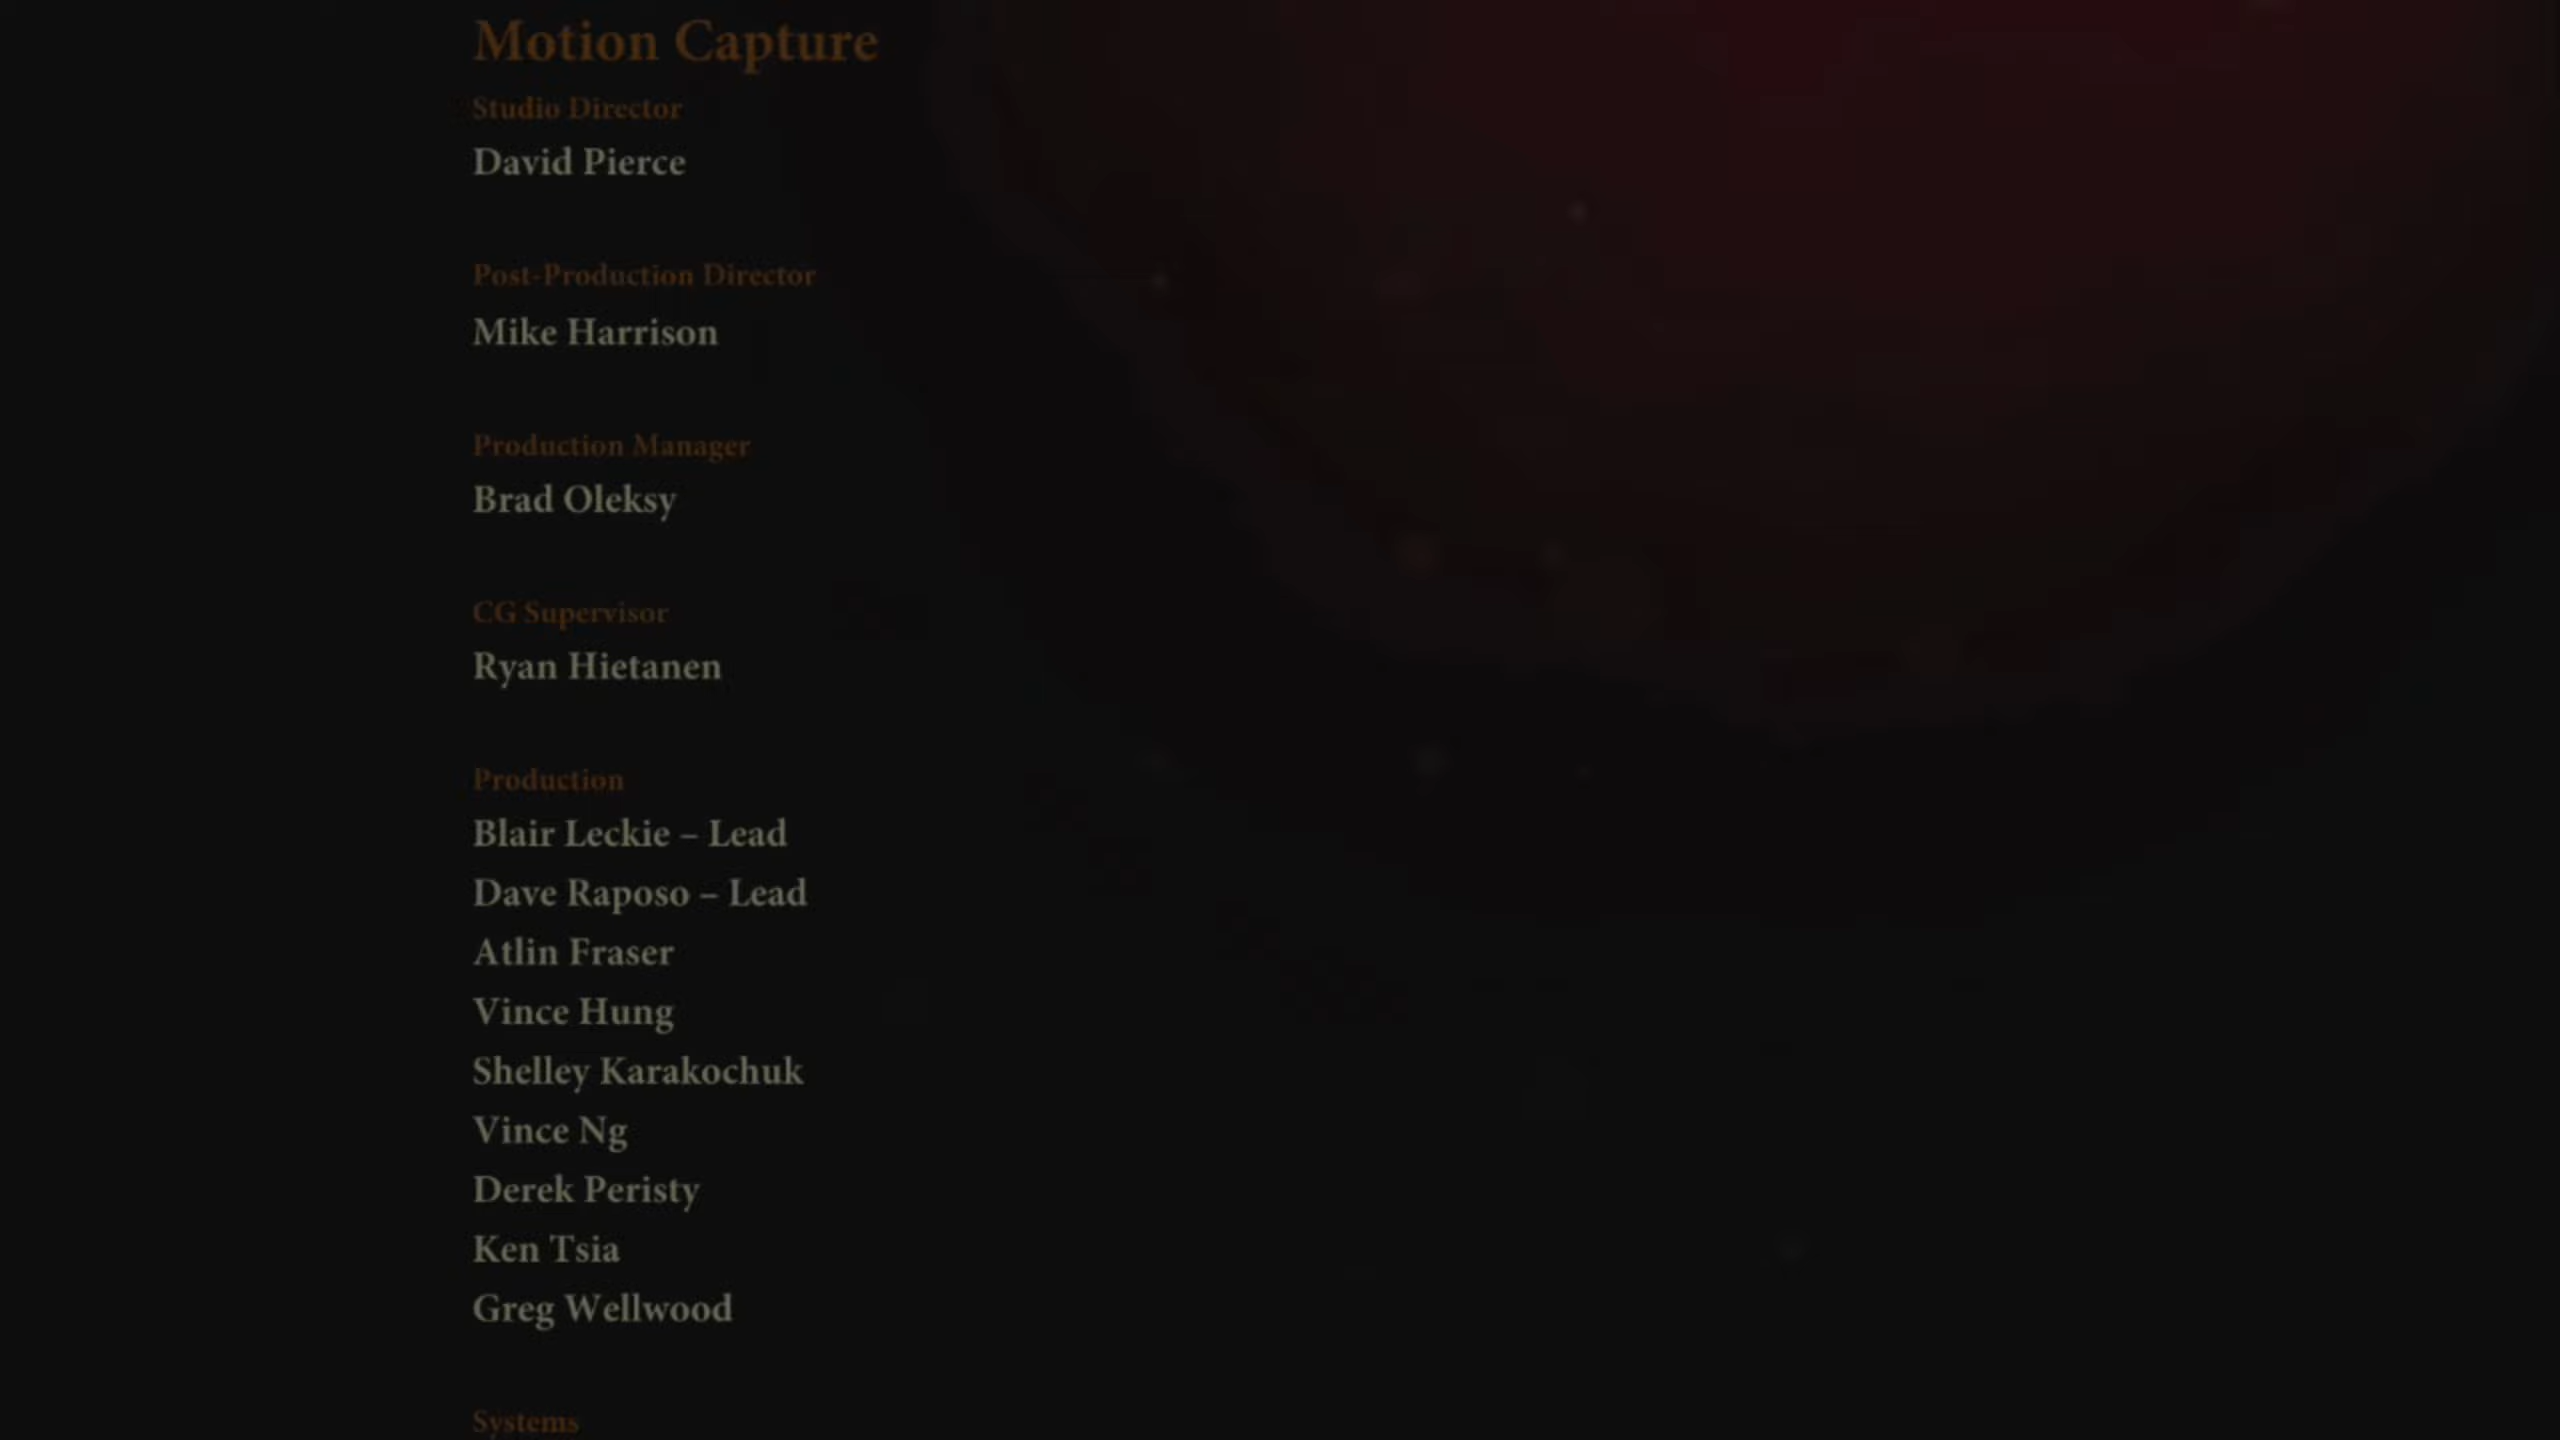 Motion Capture
Studio Director
David Pierce
Post-Production Director
Mike Harrison
Production Manager
Brad Oleksy
CG Supervisor
Ryan Hietanen
Production
Blair Leckie – Lead
Dave Raposo – Lead
Atlin Fraser
Vince Hung
Shelley Karakochuk
Vince Ng
Derek Peristy
Ken Tsia
Greg Wellwood
Systems